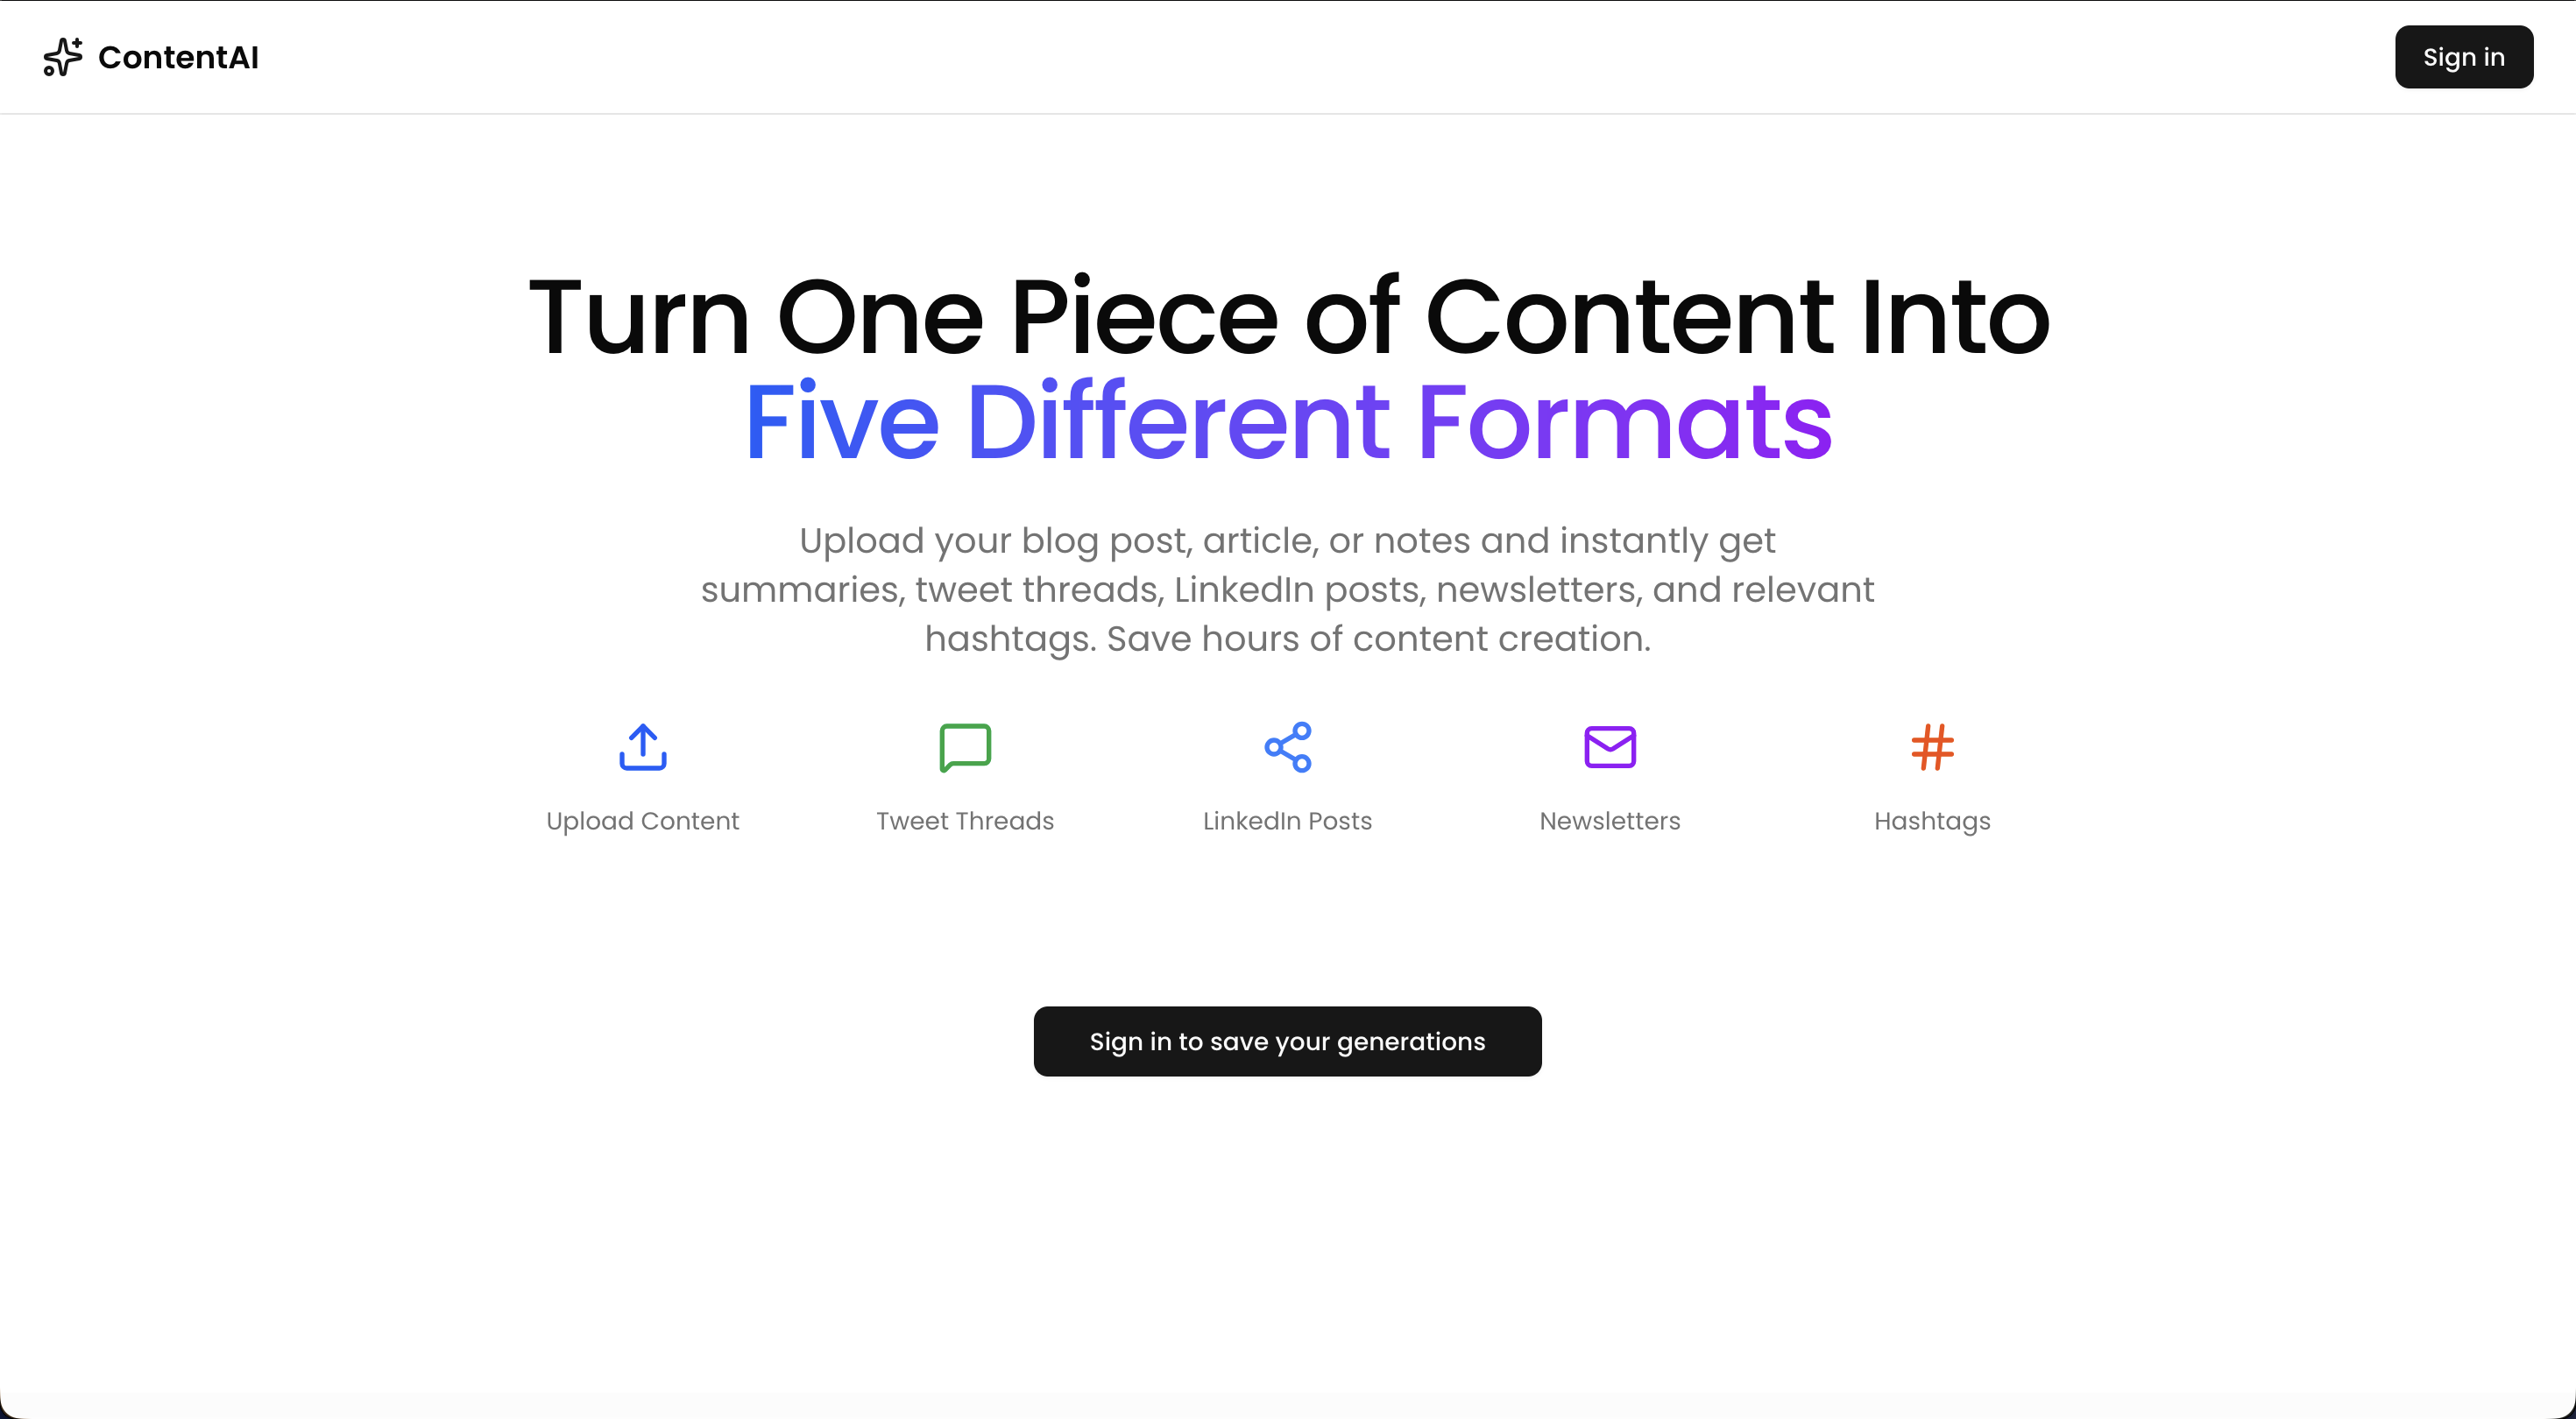 ContentAI
Sign in
Turn One Piece of Content Into
Five Different Formats
Upload your blog post, article, or notes and instantly get
summaries, tweet threads, LinkedIn posts, newsletters, and relevant
hashtags. Save hours of content creation.
Upload Content
Tweet Threads
LinkedIn Posts
Newsletters
Hashtags
Sign in to save your generations